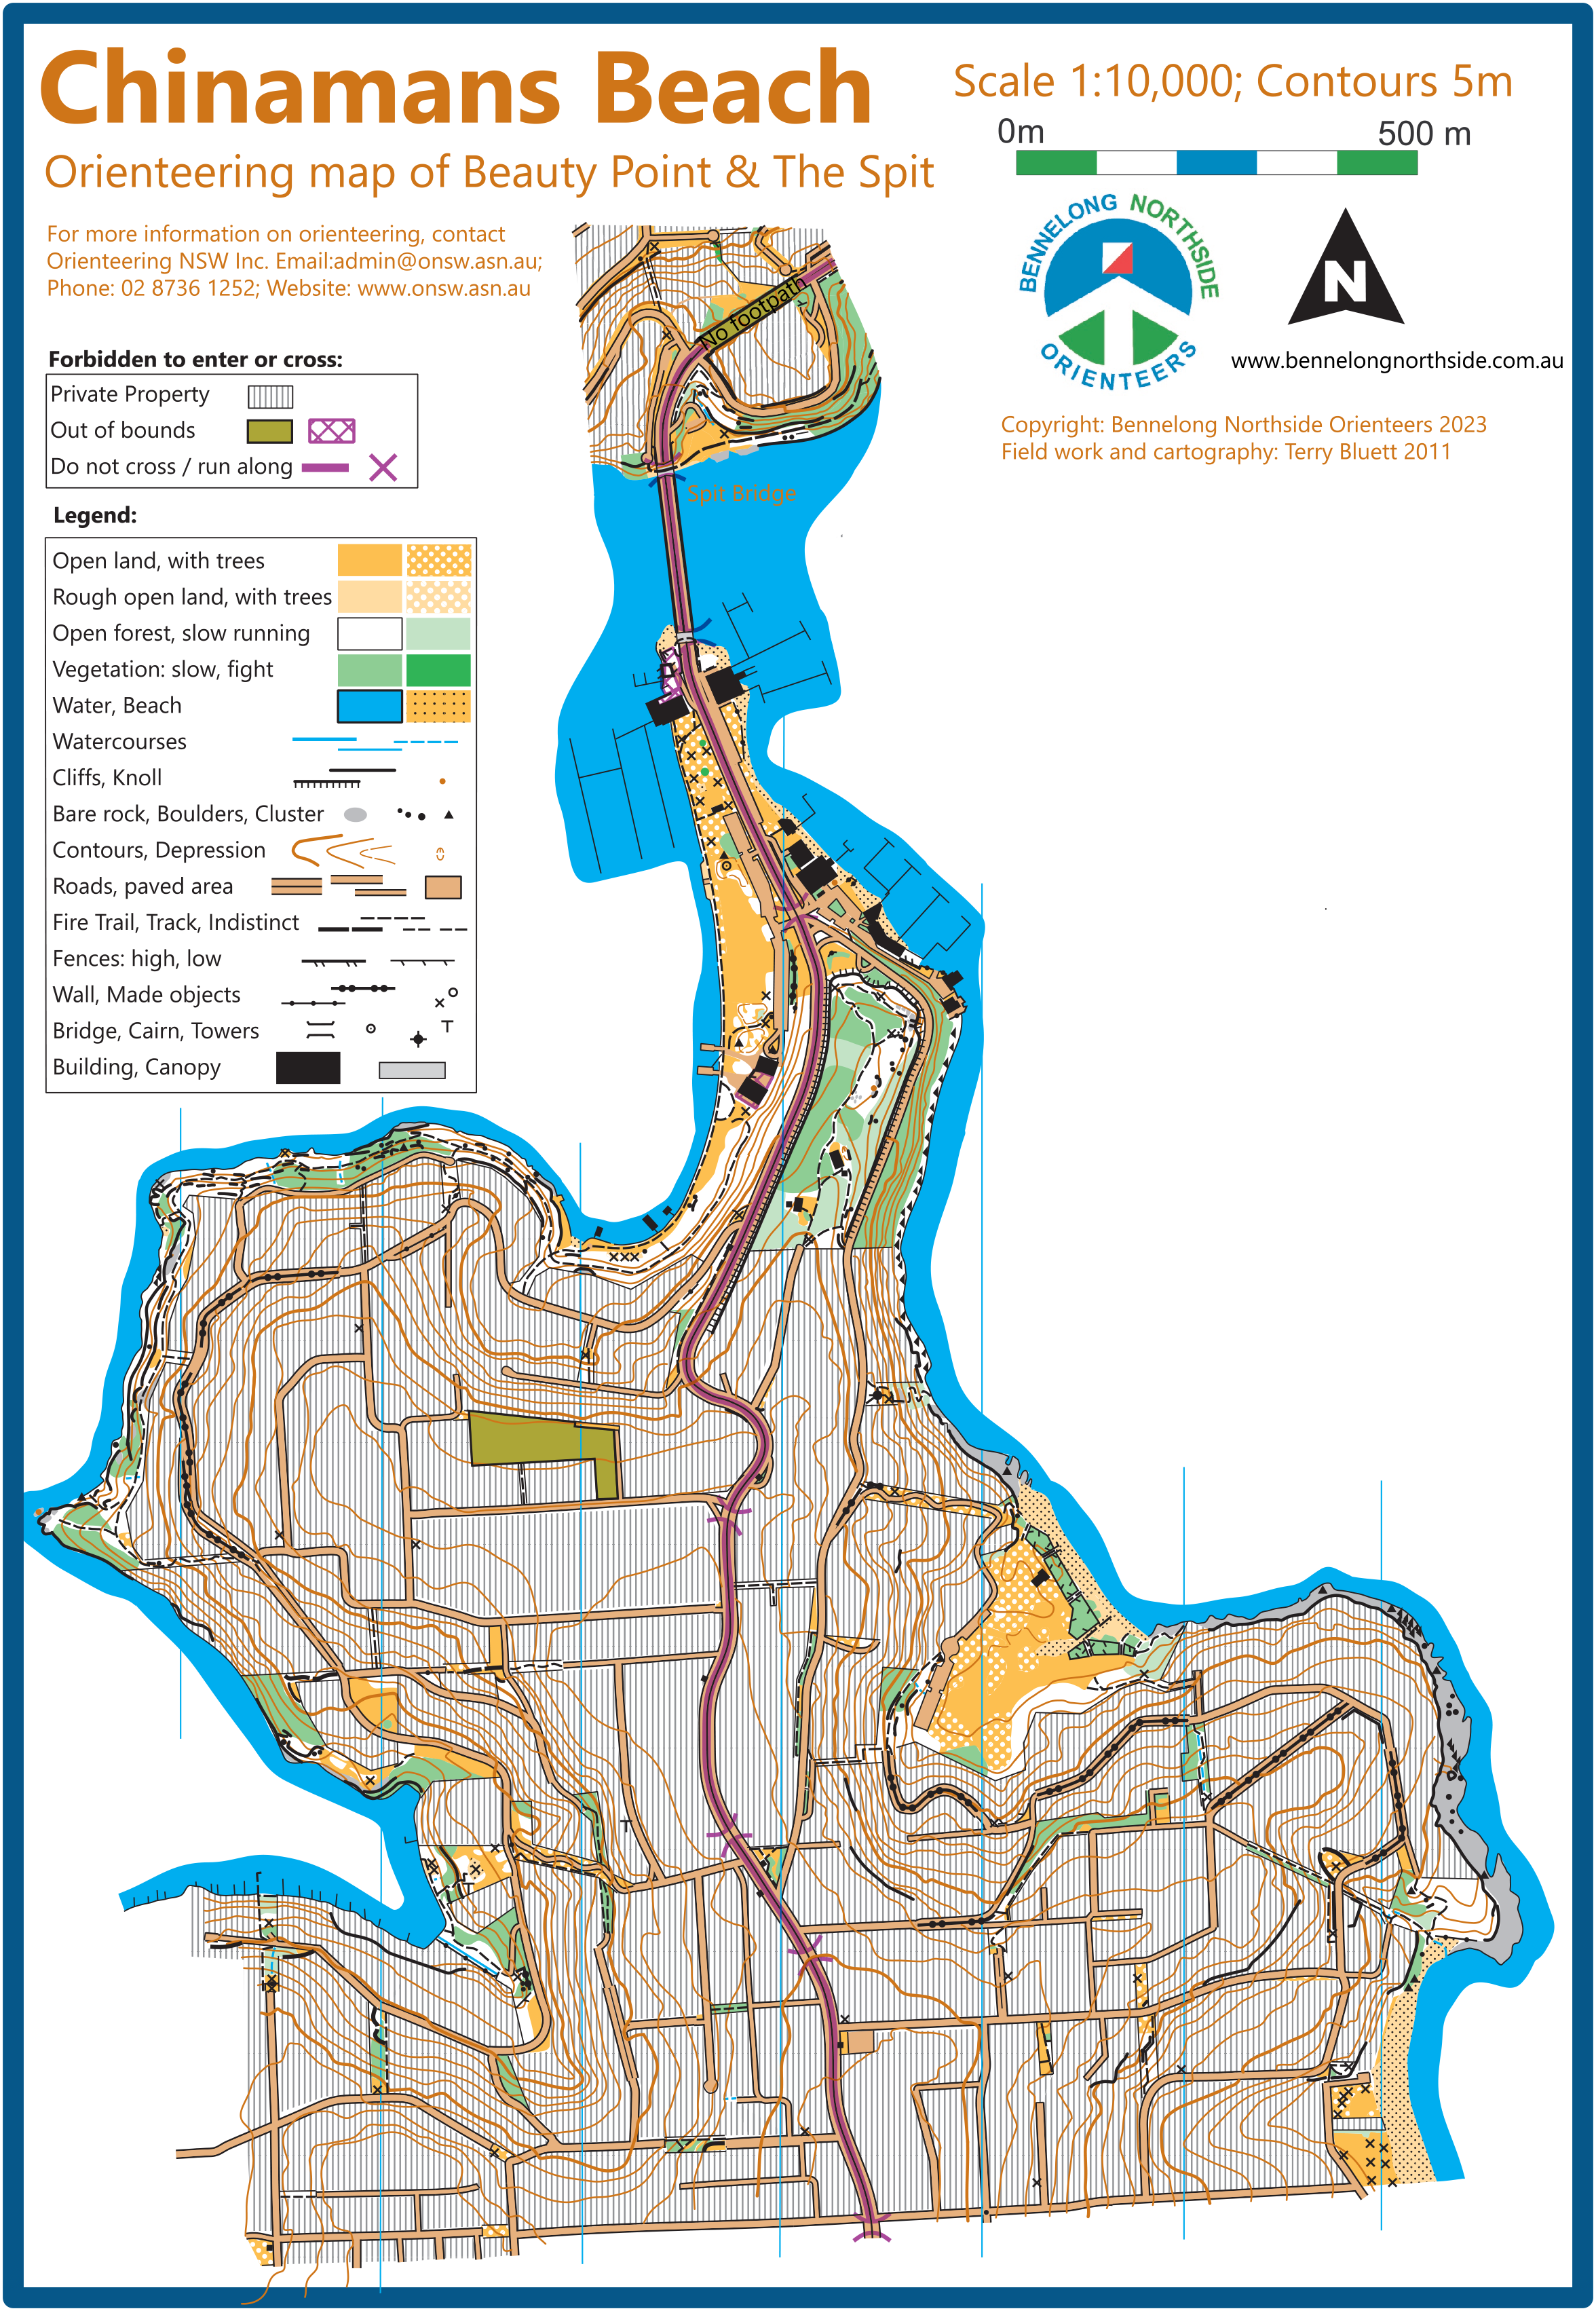 Chinamans Beach
Orienteering map of Beauty Point & The Spit
Scale 1:10,000; Contours 5m
0m 500 m
For more information on orienteering, contact
Orienteering NSW Inc. Email:admin@onsw.asn.au;
Phone: 02 8736 1252; Website: www.onsw.asn.au
BENNELONG NORTHSIDE
ORIENTEERS
N
www.bennelongnorthside.com.au
Copyright: Bennelong Northside Orienteers 2023
Field work and cartography: Terry Bluett 2011
Forbidden to enter or cross:
Private Property
Out of bounds
Do not cross / run along
Legend:
Open land, with trees
Rough open land, with trees
Open forest, slow running
Vegetation: slow, fight
Water, Beach
Watercourses
Cliffs, Knoll
Bare rock, Boulders, Cluster
Contours, Depression
Roads, paved area
Fire Trail, Track, Indistinct
Fences: high, low
Wall, Made objects
Bridge, Cairn, Towers
Building, Canopy
No footpath
Spit Bridge